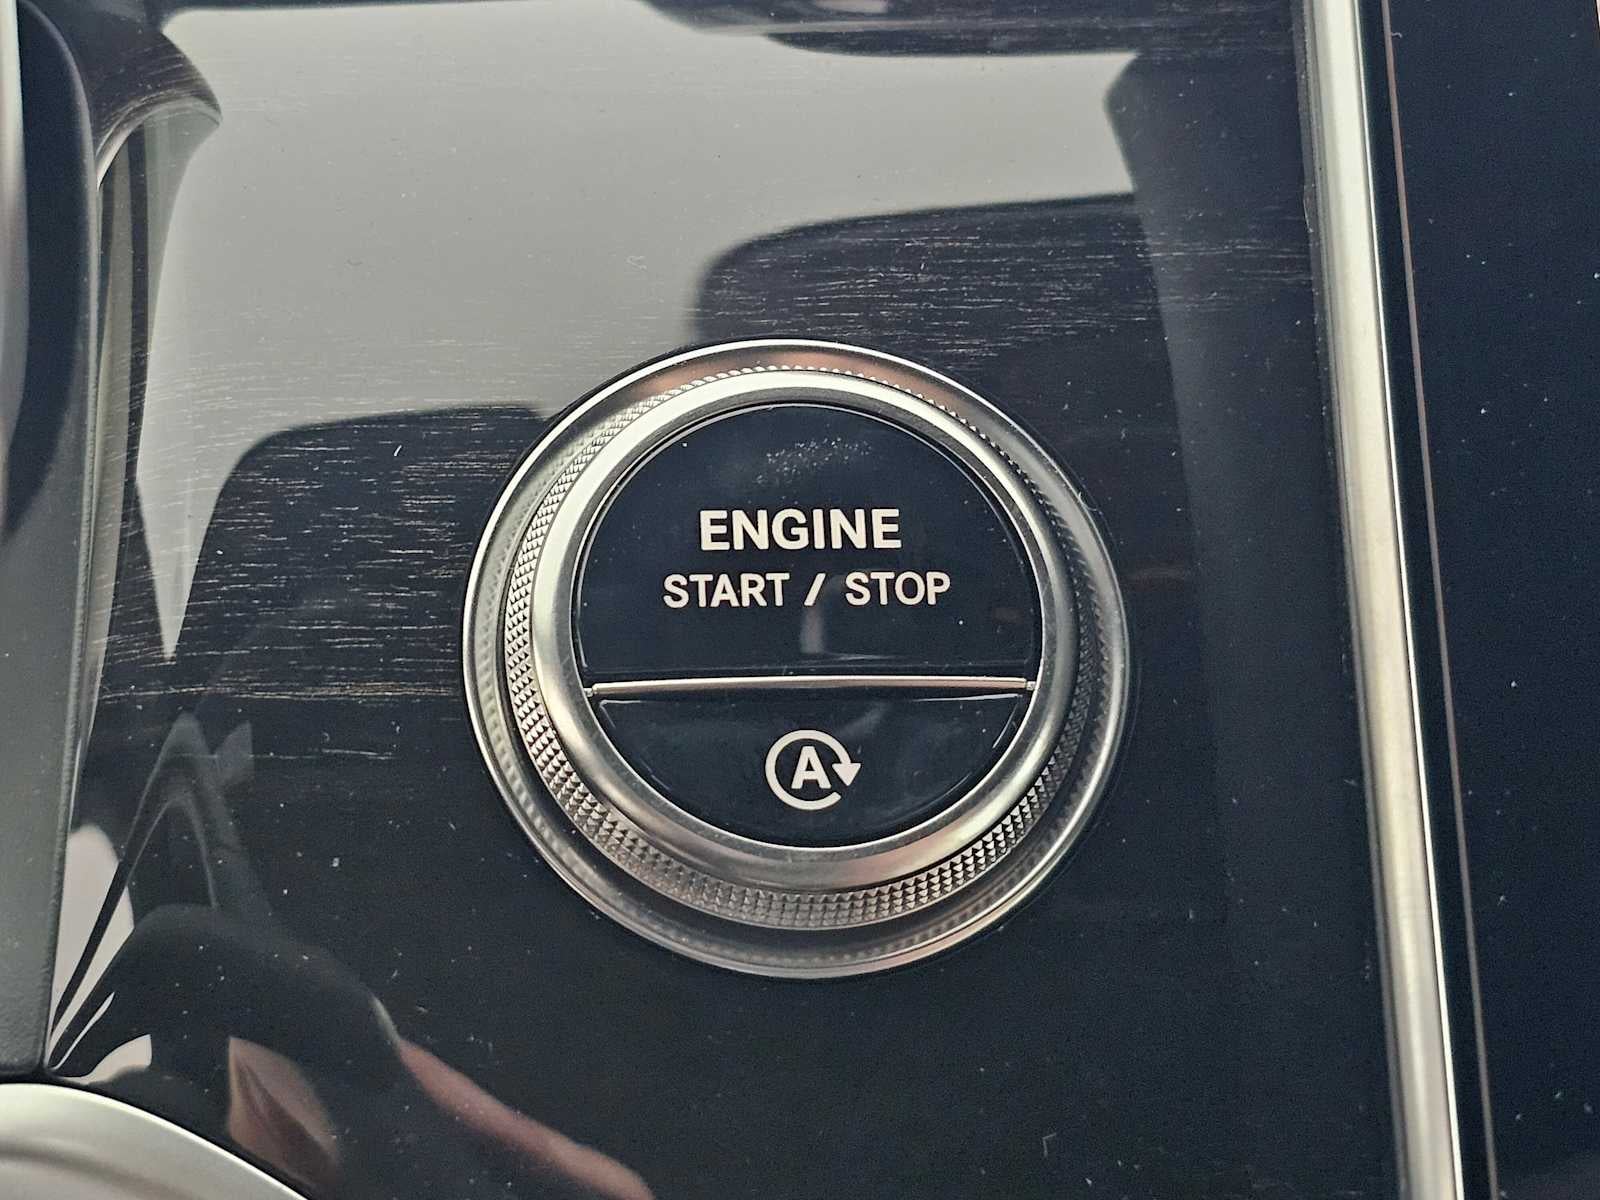 ENGINE
START / STOP
A